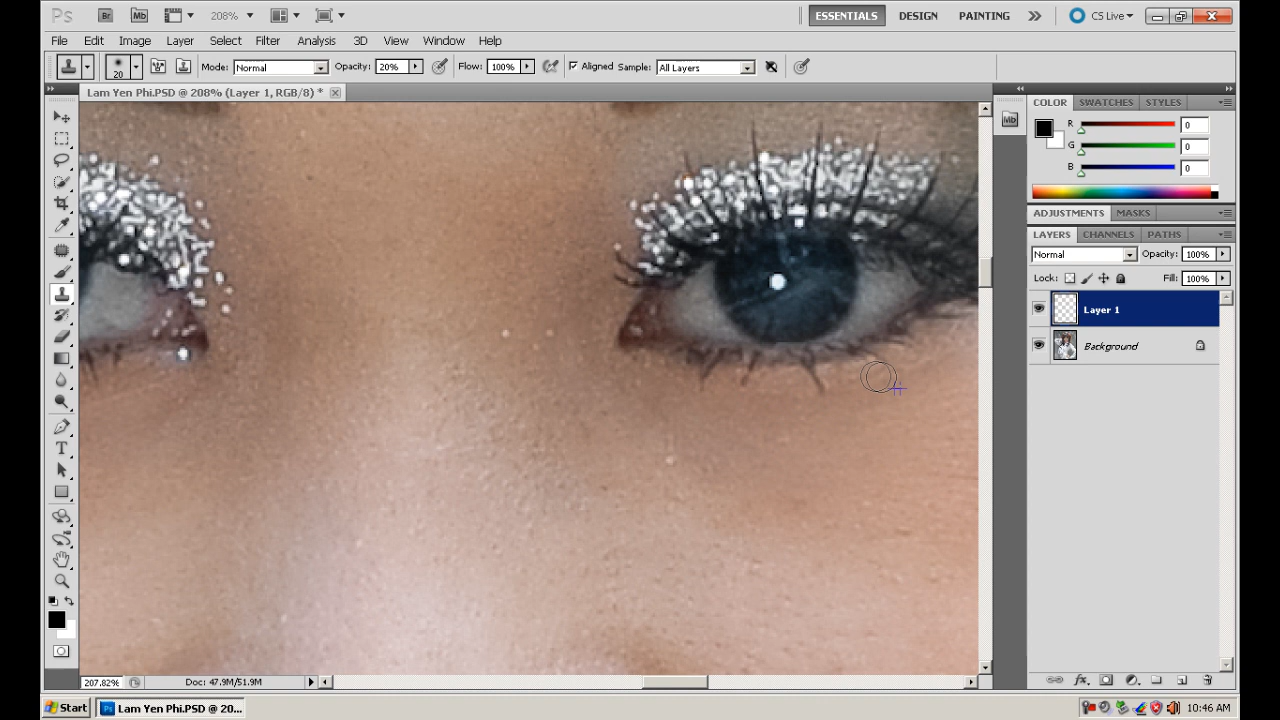 Ps Br Mb 208% ESSENTIALS DESIGN PAINTING CS Live
File Edit Image Layer Select Filter Analysis 3D View Window Help
20 Mode: Normal Opacity: 20% Flow: 100% Aligned Sample: All Layers
Lam Yen Phi.PSD @ 208% (Layer 1, RGB/8) *
Mb
COLOR SWATCHES STYLES
R 0
G 0
B 0
ADJUSTMENTS MASKS
LAYERS CHANNELS PATHS
Normal Opacity: 100%
Lock: Fill: 100%
Layer 1
Background
T
fx
207.82% Doc: 47.9M/51.9M
Start Ps Lam Yen Phi.PSD @ 20... 10:46 AM